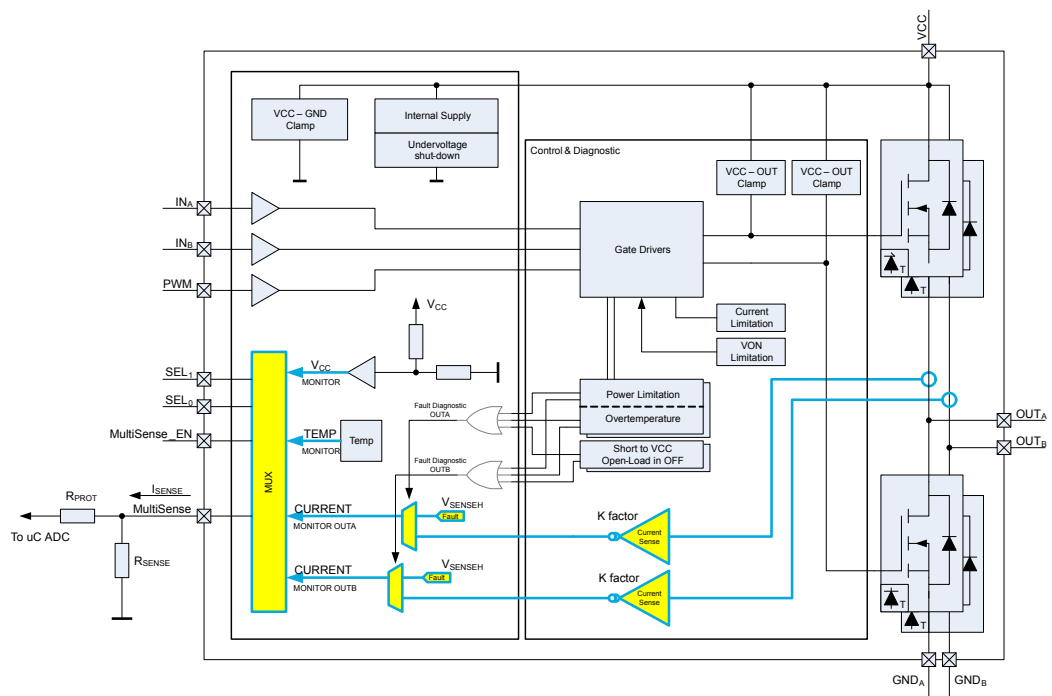 VCC
VCC – GND
Clamp
Internal Supply
Undervoltage
shut-down
Control & Diagnostic
VCC – OUT
Clamp
VCC – OUT
Clamp
INA
INB
PWM
Gate Drivers
T
T
VCC
Current
Limitation
VON
Limitation
SEL1
SEL0
MultiSense_EN
VCC
MONITOR
TEMP
MONITOR
Temp
MUX
Fault Diagnostic
OUTA
Power Limitation
Overtemperature
Fault Diagnostic
OUTB
Short to VCC
Open-Load in OFF
OUTA
OUTB
RPROT
ISENSE
MultiSense
To uC ADC
RSENSE
CURRENT
MONITOR OUTA
VSENSEH
Fault
K factor
Current
Sense
CURRENT
MONITOR OUTB
VSENSEH
Fault
K factor
Current
Sense
T
T
GNDA
GNDB